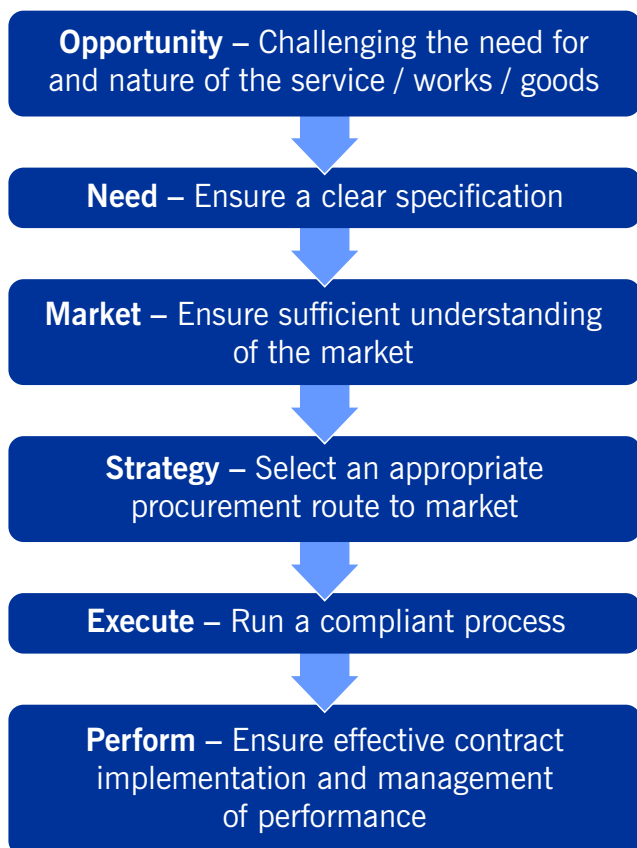 Opportunity – Challenging the need for
and nature of the service / works / goods
Need – Ensure a clear specification
Market – Ensure sufficient understanding
of the market
Strategy – Select an appropriate
procurement route to market
Execute – Run a compliant process
Perform – Ensure effective contract
implementation and management
of performance